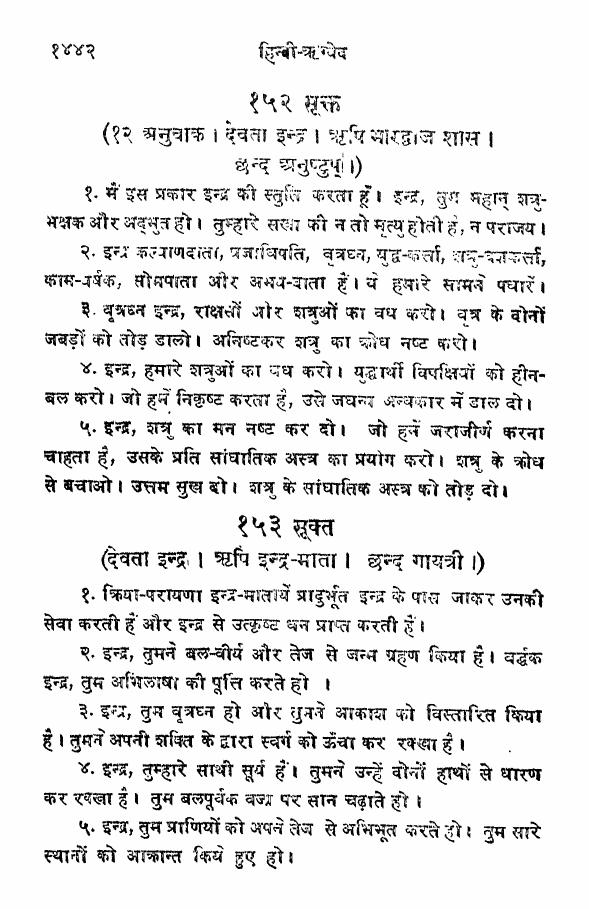 १४४२ हिन्दी-ऋग्वेद
१५२ सूक्त
(१२ अनुवाक । देवता इन्द्र । ऋषि भारद्वाज शास ।
छन्द अनुष्टुप् ।)
१. मैं इस प्रकार इन्द्र की स्तुति करता हूँ। इन्द्र, तुम महान् शत्रु-
भक्षक और अद्भुत हो। तुम्हारे सखा की न तो मृत्यु होती है, न पराजय।
२. इन्द्र कल्याणदाता, प्रजाधिपति, वृत्रघ्न, युद्ध-कर्त्ता, शत्रु-वशकर्त्ता,
काम-वर्षक, सोमपाता और अभय-दाता हैं। वे हमारे सामने पधारें।
३. वृत्रघ्न इन्द्र, राक्षसों और शत्रुओं का वध करो। वृत्र के दोनों
जबड़ों को तोड़ डालो। अनिष्टकर शत्रु का क्रोध नष्ट करो।
४. इन्द्र, हमारे शत्रुओं का वध करो। युद्धार्थी विपक्षियों को हीन-
बल करो। जो हमें निकृष्ट करता है, उसे जघन्य अन्धकार में डाल दो।
५. इन्द्र, शत्रु का मन नष्ट कर दो। जो हमें जराजीर्ण करना
चाहता है, उसके प्रति सांघातिक अस्त्र का प्रयोग करो। शत्रु के क्रोध
से बचाओ। उत्तम सुख दो। शत्रु के सांघातिक अस्त्र को तोड़ दो।
१५३ सूक्त
(देवता इन्द्र । ऋषि इन्द्र-माता । छन्द गायत्री ।)
१. क्रिया-परायणा इन्द्र-मातायें प्रादुर्भूत इन्द्र के पास जाकर उनकी
सेवा करती हैं और इन्द्र से उत्कृष्ट धन प्राप्त करती हैं।
२. इन्द्र, तुमने बल-वीर्य और तेज से जन्म ग्रहण किया है। वर्द्धक
इन्द्र, तुम अभिलाषा की पूर्त्ति करते हो ।
३. इन्द्र, तुम वृत्रघ्न हो और तुमने आकाश को विस्तारित किया
है। तुमने अपनी शक्ति के द्वारा स्वर्ग को ऊँचा कर रक्खा है।
४. इन्द्र, तुम्हारे साथी सूर्य हैं। तुमने उन्हें दोनों हाथों से धारण
कर रक्खा है। तुम बलपूर्वक वज्र पर सान चढ़ाते हो।
५. इन्द्र, तुम प्राणियों को अपने तेज से अभिभूत करते हो। तुम सारे
स्थानों को आक्रान्त किये हुए हो।